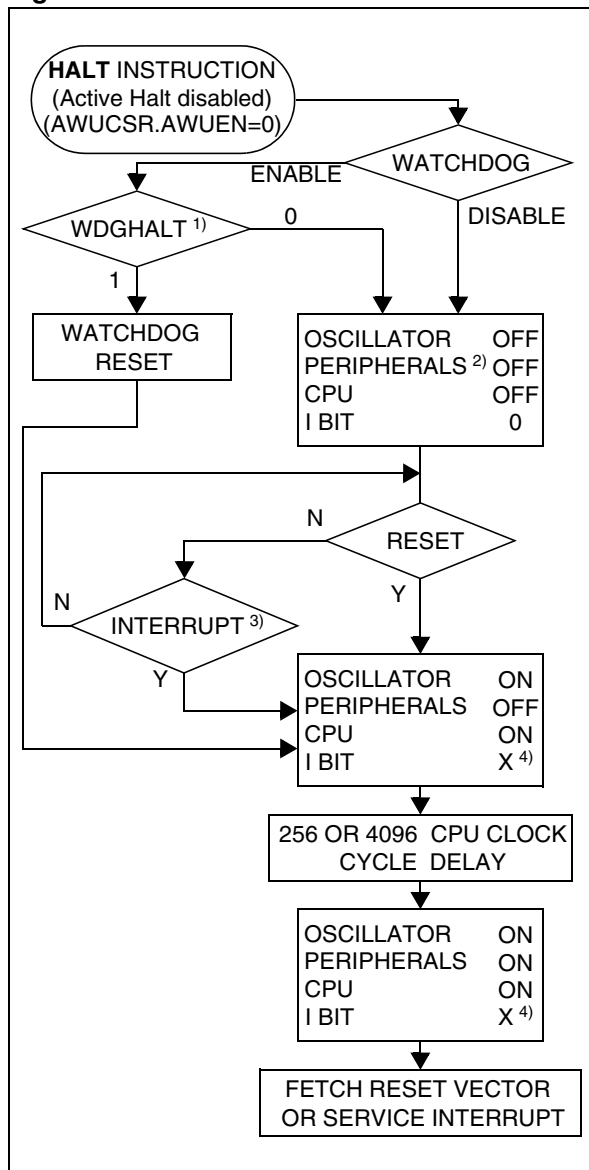 HALT INSTRUCTION
(Active Halt disabled)
(AWUCSR.AWUEN=0)
WATCHDOG
ENABLE
DISABLE
WDGHALT 1)
0
1
WATCHDOG
RESET
OSCILLATOR OFF
PERIPHERALS 2) OFF
CPU OFF
I BIT 0
RESET
N
Y
INTERRUPT 3)
N
Y
OSCILLATOR ON
PERIPHERALS OFF
CPU ON
I BIT X 4)
256 OR 4096 CPU CLOCK
CYCLE DELAY
OSCILLATOR ON
PERIPHERALS ON
CPU ON
I BIT X 4)
FETCH RESET VECTOR
OR SERVICE INTERRUPT